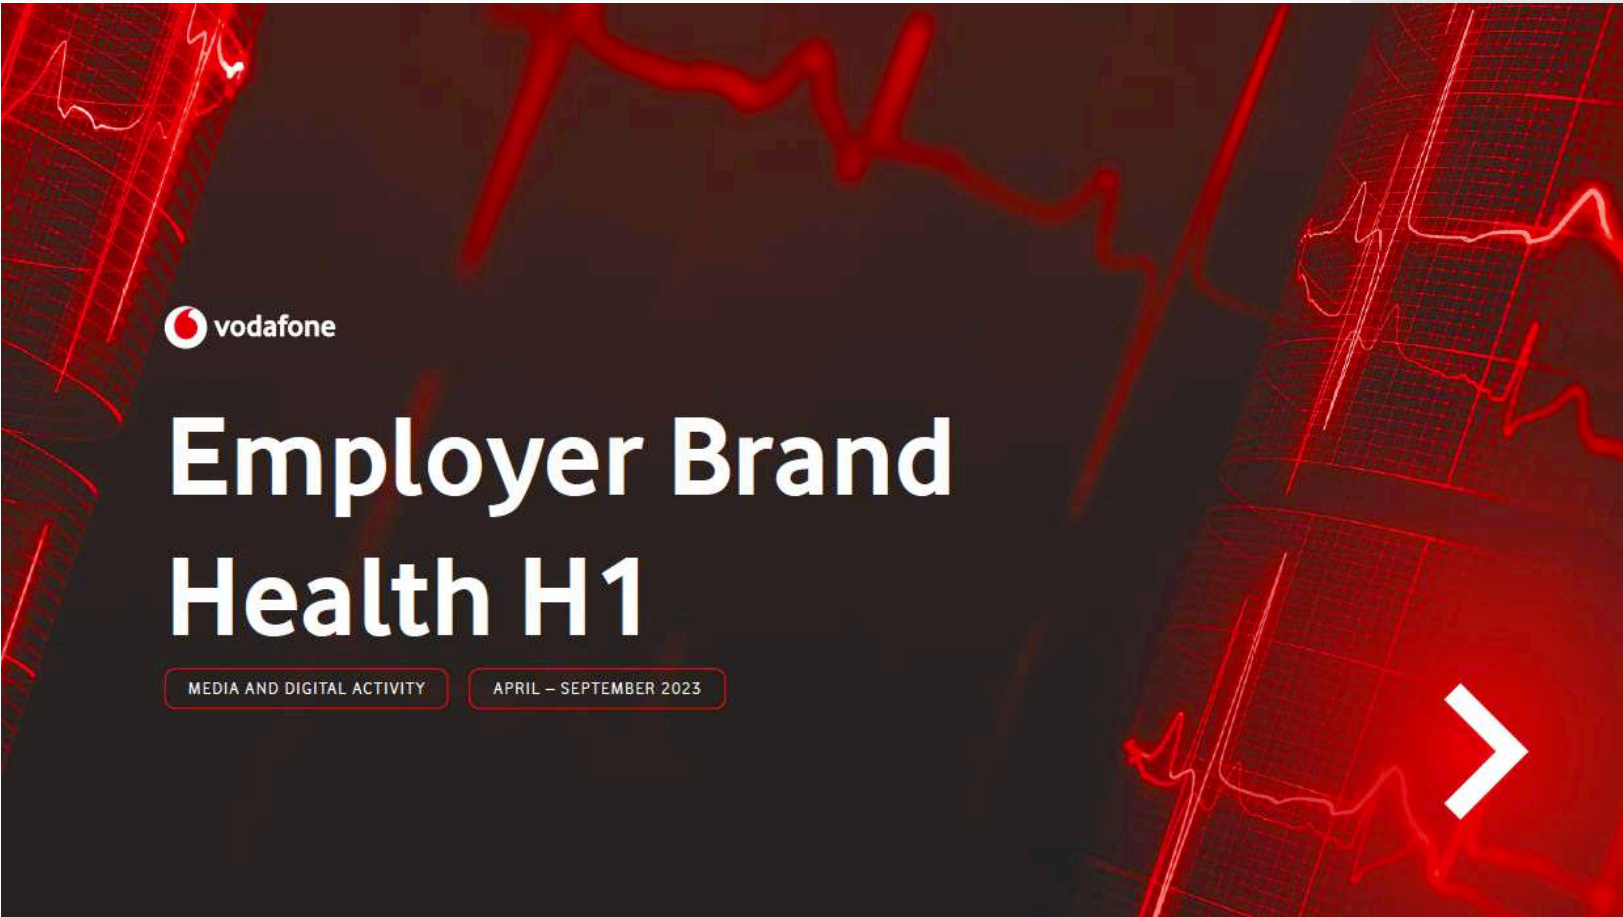 vodafone
Employer Brand
Health H1
MEDIA AND DIGITAL ACTIVITY
APRIL – SEPTEMBER 2023